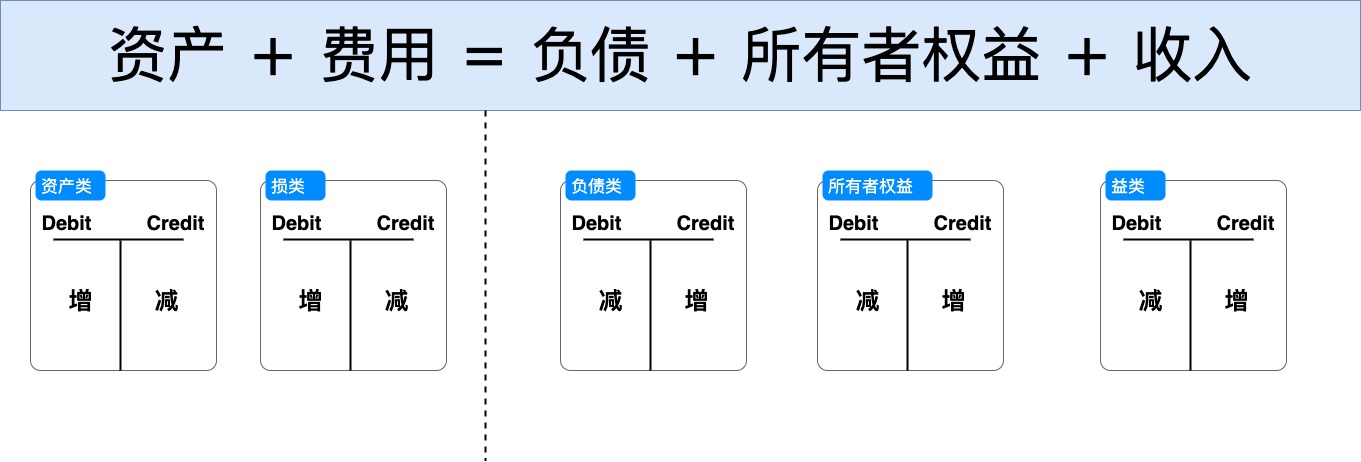 资产 + 费用 = 负债 + 所有者权益 + 收入
资产类 损类 负债类 所有者权益 益类
Debit Credit Debit Credit Debit Credit Debit Credit Debit Credit
增 减 增 减 减 增 减 增 减 增